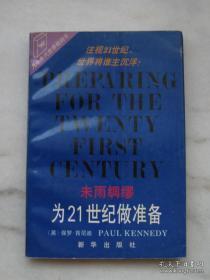 注视21世纪，
世界将谁主沉浮？
PREPARING
FOR THE
TWENTY
FIRST
CENTURY
未雨绸缪
为21世纪做准备
〔英〕保罗·肯尼迪 PAUL KENNEDY
新华出版社